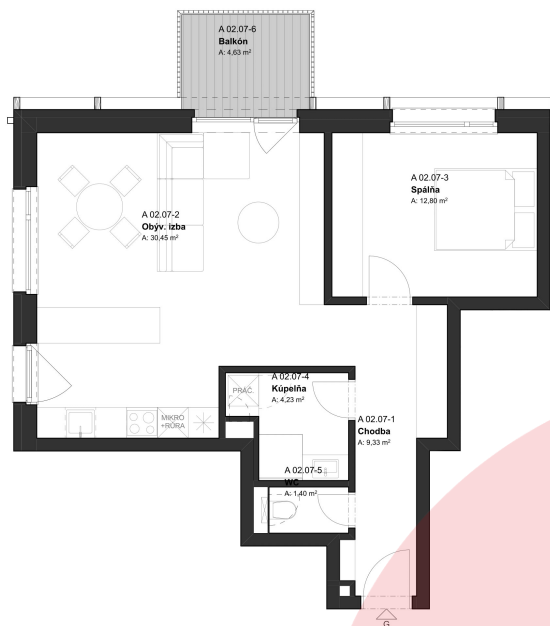 A 02.07-6
Balkón
A: 4,63 m²
A 02.07-3
Spálňa
A: 12,80 m²
A 02.07-2
Obýv. izba
A: 30,45 m²
A 02.07-4
Kúpelňa
A: 4,23 m²
PRÁČ.
MIKRO
+RÚRA
A 02.07-1
Chodba
A: 9,33 m²
A 02.07-5
WC
A: 1,40 m²
G